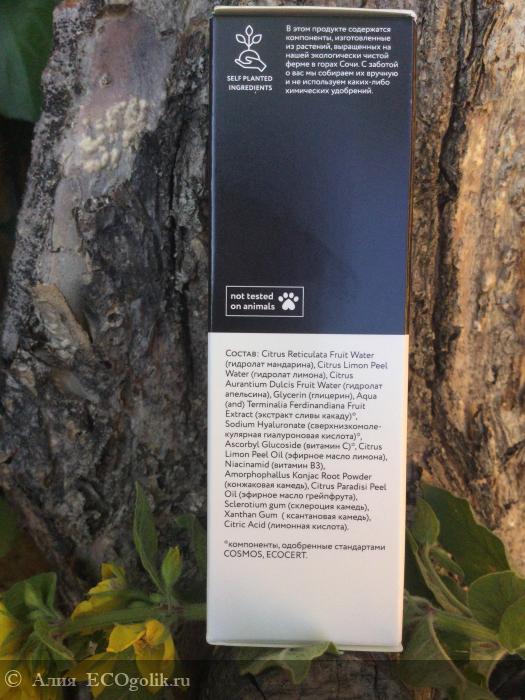 В этом продукте содержатся
компоненты, изготовленные
из растений, выращенных на
нашей экологически чистой
ферме в горах Сочи. С заботой
о вас мы собираем их вручную
и не используем каких-либо
химических удобрений.
SELF PLANTED
INGREDIENTS
not tested
on animals
Состав: Citrus Reticulata Fruit Water
(гидролат мандарина), Citrus Limon Peel
Water (гидролат лимона), Citrus
Aurantium Dulcis Fruit Water (гидролат
апельсина), Glycerin (глицерин), Aqua
(and) Terminalia Ferdinandiana Fruit
Extract (экстракт сливы какаду)*,
Sodium Hyaluronate (сверхнизкомоле-
кулярная гиалуроновая кислота)*,
Ascorbyl Glucoside (витамин С)*, Citrus
Limon Peel Oil (эфирное масло лимона),
Niacinamid (витамин В3),
Amorphophallus Konjac Root Powder
(конжаковая камедь), Citrus Paradisi Peel
Oil (эфирное масло грейпфрута),
Sclerotium gum (склероция камедь),
Xanthan Gum ( ксантановая камедь),
Citric Acid (лимонная кислота).
*компоненты, одобренные стандартами
COSMOS, ECOCERT.
© Алия ECOgolik.ru